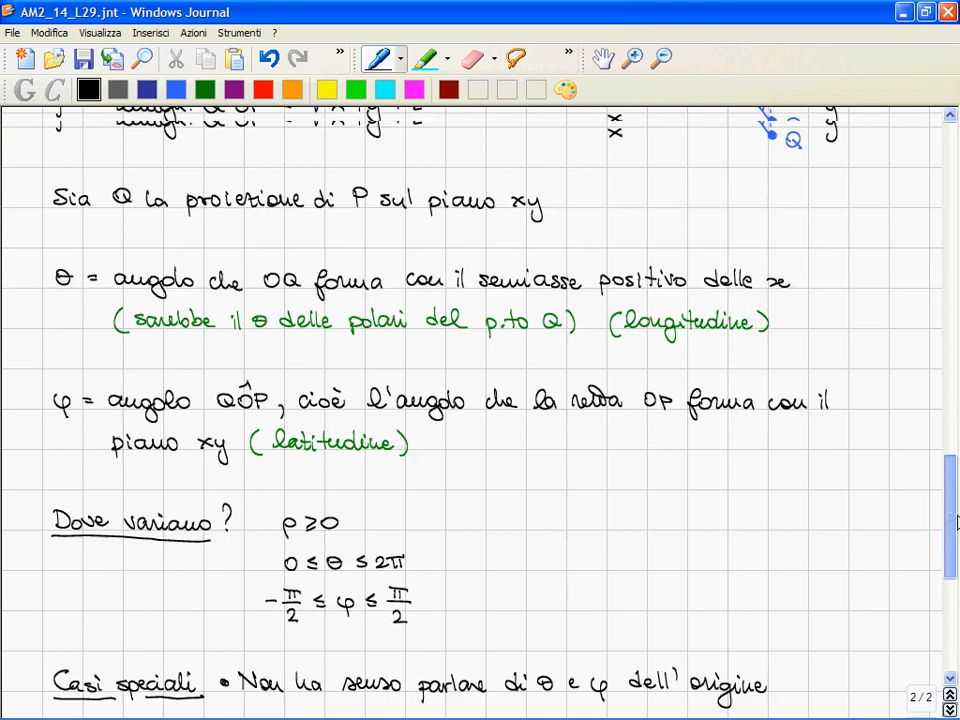 AM2_14_L29.jnt - Windows Journal
File Modifica Visualizza Inserisci Azioni Strumenti ?
G C
x y
x Q y
Sia Q la proiezione di P sul piano xy
θ = angolo che OQ forma con il semiasse positivo delle x
(sarebbe il θ delle polari del p.to Q) (longitudine)
φ = angolo QÔP, cioè l'angolo che la retta OP forma con il
piano xy (latitudine)
Dove variano? ρ ≥ 0
0 ≤ θ ≤ 2π
-π/2 ≤ φ ≤ π/2
Casi speciali • Non ha senso parlare di θ e φ dell'origine
2 / 2